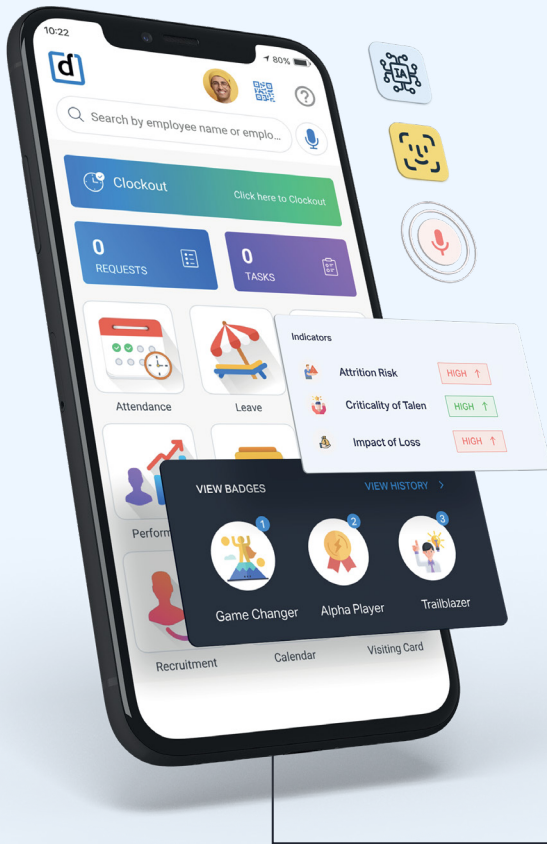 10:22
80%
d
IA
Search by employee name or emplo...
Clockout
Click here to Clockout
0
REQUESTS
0
TASKS
Indicators
Attrition Risk
HIGH ↑
Criticality of Talen
HIGH ↑
Impact of Loss
HIGH ↑
Attendance
Leave
Perform
VIEW BADGES
VIEW HISTORY >
1
2
3
Game Changer
Alpha Player
Trailblazer
Recruitment
Calendar
Visiting Card